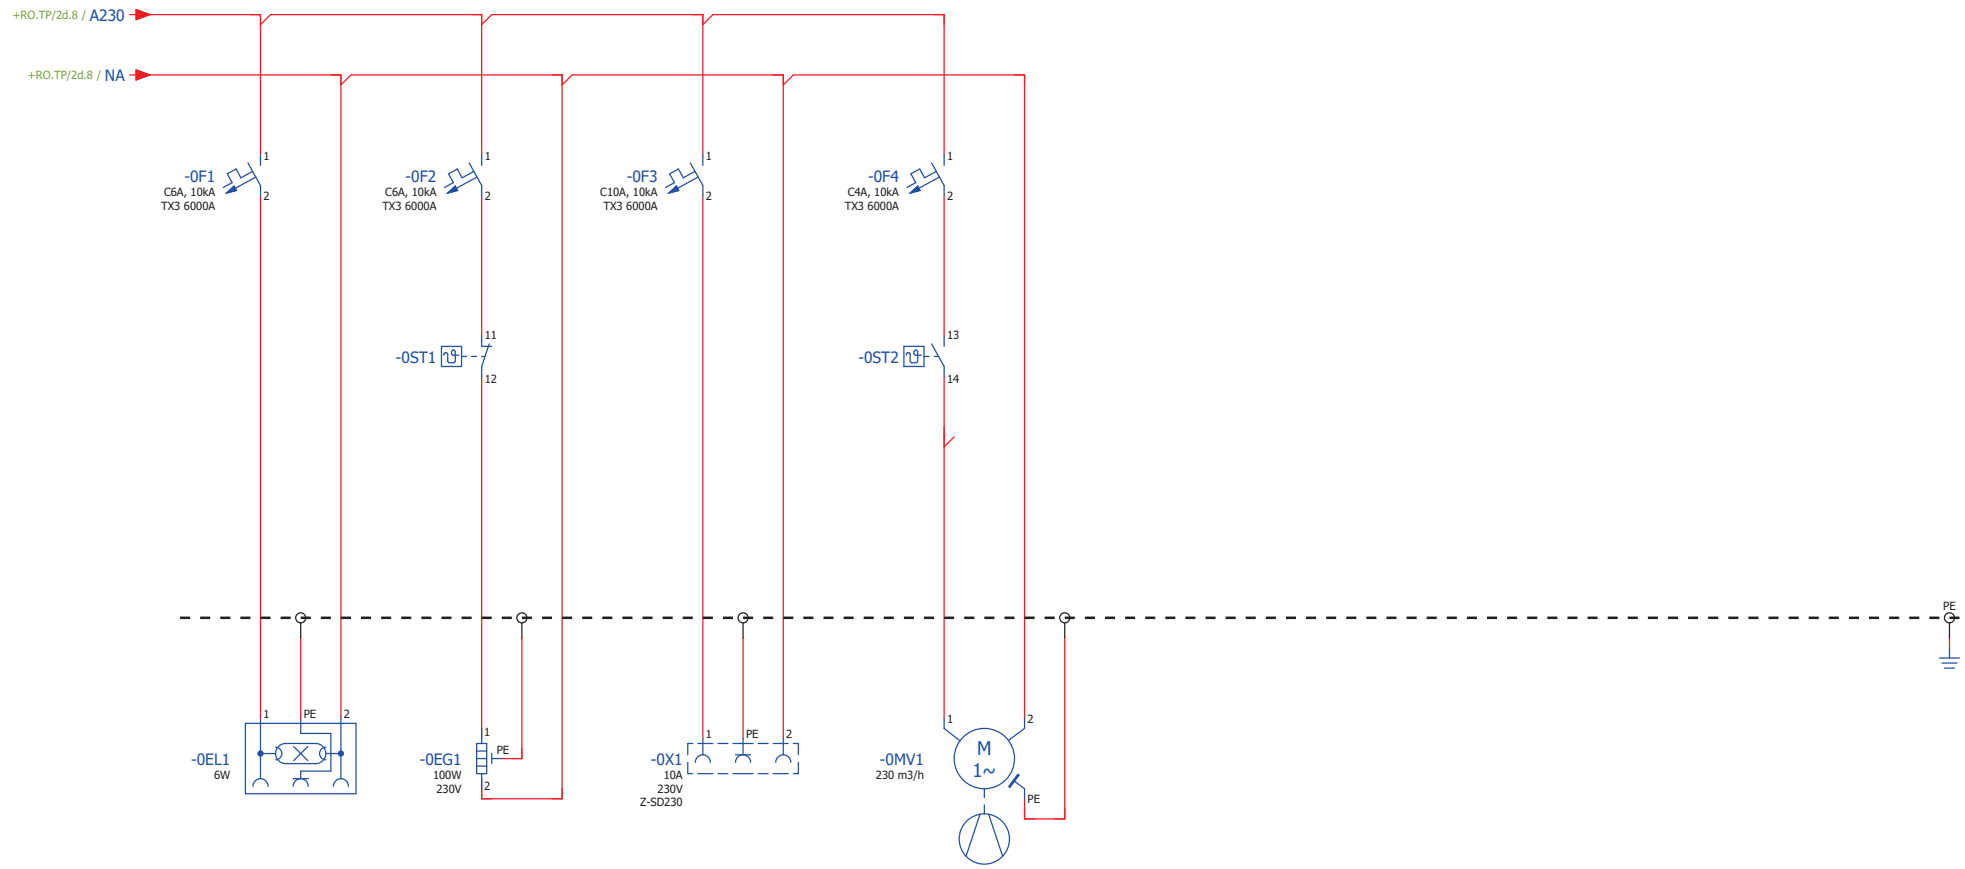 +RO.TP/2d.8 / A230
+RO.TP/2d.8 / NA
1
-0F1
C6A, 10kA
TX3 6000A
2
1
-0F2
C6A, 10kA
TX3 6000A
2
1
-0F3
C10A, 10kA
TX3 6000A
2
1
-0F4
C4A, 10kA
TX3 6000A
2
11
-0ST1
12
13
-0ST2
14
PE
1
PE
2
-0EL1
6W
1
PE
-0EG1
100W
230V
2
1
PE
2
-0X1
10A
230V
Z-SD230
1
2
-0MV1
230 m3/h
M
1~
PE